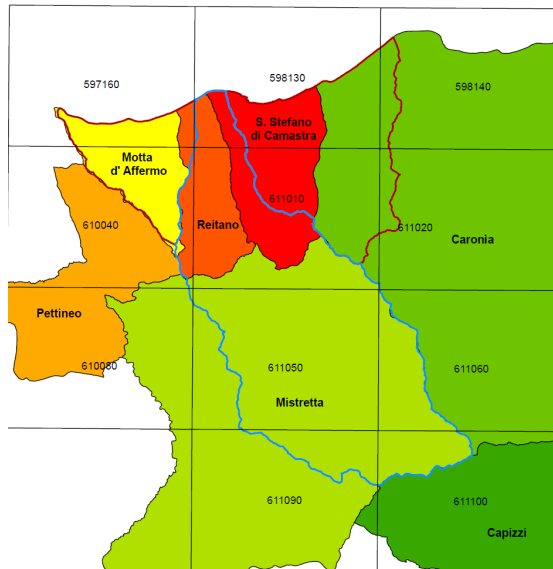 597160
598130
598140
S. Stefano
di Camastra
Motta
d' Affermo
611010
610040
Reitano
611020
Caronia
Pettineo
610080
611050
611060
Mistretta
611090
611100
Capizzi